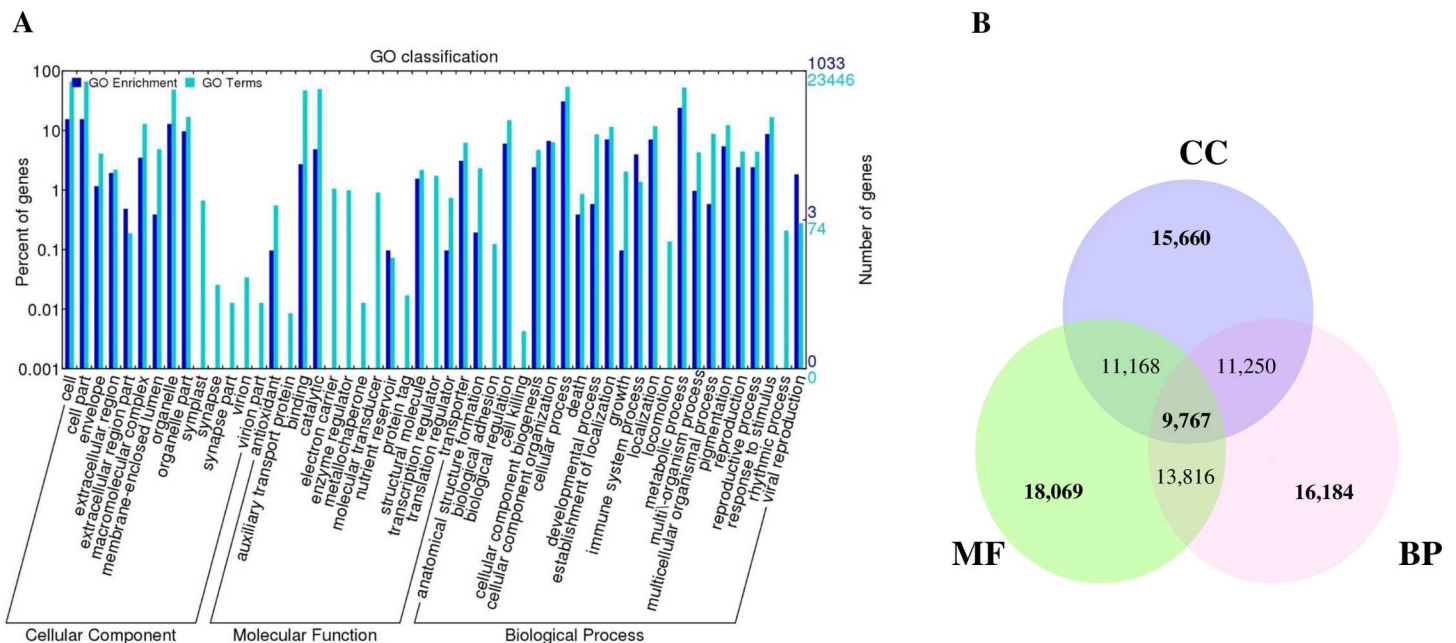 A
B
GO classification
GO Enrichment
GO Terms
Percent of genes
100
10
1
0.1
0.01
0.001
1033
23446
3
74
0
0
Number of genes
cell
cell part
envelope
extracellular region
extracellular region part
macromolecular complex
membrane-enclosed lumen
organelle
organelle part
symplast
synapse
synapse part
virion
virion part
antioxidant
auxiliary transport protein
binding
catalytic
electron carrier
enzyme regulator
metallochaperone
molecular transducer
nutrient reservoir
protein tag
structural molecule
transcription regulator
translation regulator
transporter
anatomical structure formation
biological adhesion
biological regulation
cell killing
cellular component biogenesis
cellular component organization
cellular process
death
developmental process
establishment of localization
growth
immune system process
localization
locomotion
metabolic process
multi\-organism process
multicellular organismal process
pigmentation
reproduction
reproductive process
response to stimulus
rhythmic process
viral reproduction
Cellular Component
Molecular Function
Biological Process
CC
15,660
11,168
11,250
9,767
13,816
18,069
16,184
MF
BP